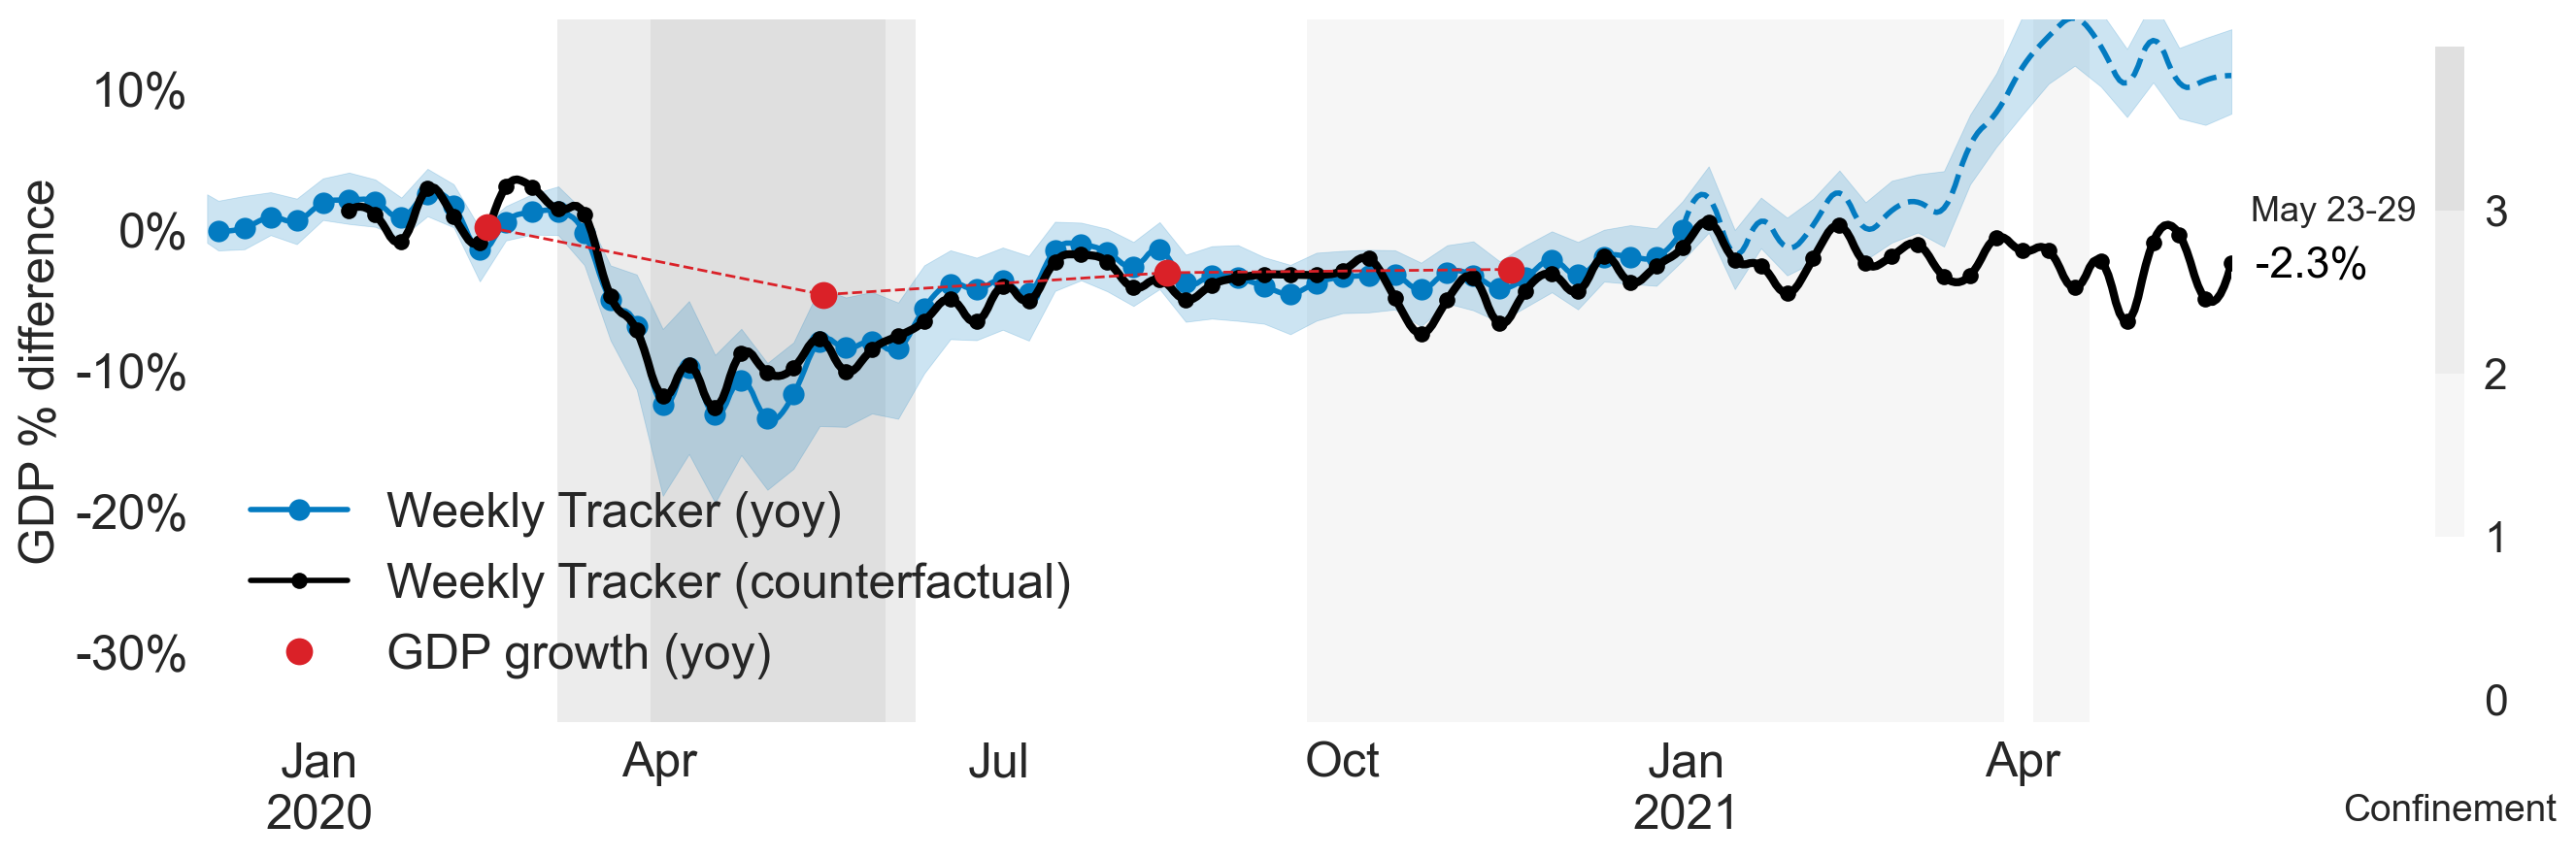 GDP % difference
10%
0%
-10%
-20%
-30%
Weekly Tracker (yoy)
Weekly Tracker (counterfactual)
GDP growth (yoy)
May 23-29
-2.3%
3
2
1
0
Jan
2020
Apr
Jul
Oct
Jan
2021
Apr
Confinement